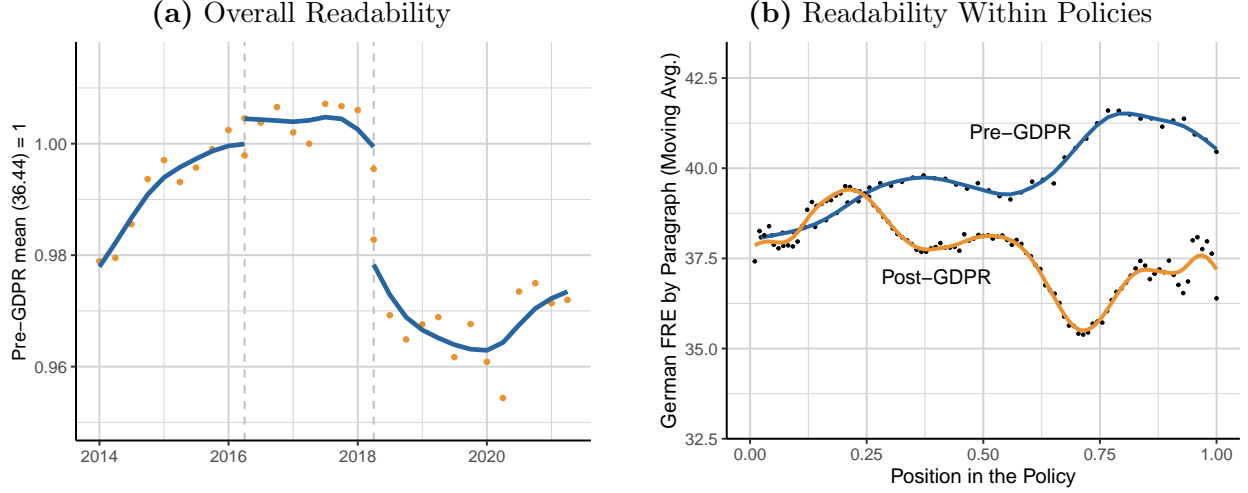 (a) Overall Readability
Pre−GDPR mean (36.44) = 1
1.00
0.98
0.96
2014
2016
2018
2020
(b) Readability Within Policies
German FRE by Paragraph (Moving Avg.)
42.5
40.0
37.5
35.0
32.5
Pre−GDPR
Post−GDPR
0.00
0.25
0.50
0.75
1.00
Position in the Policy